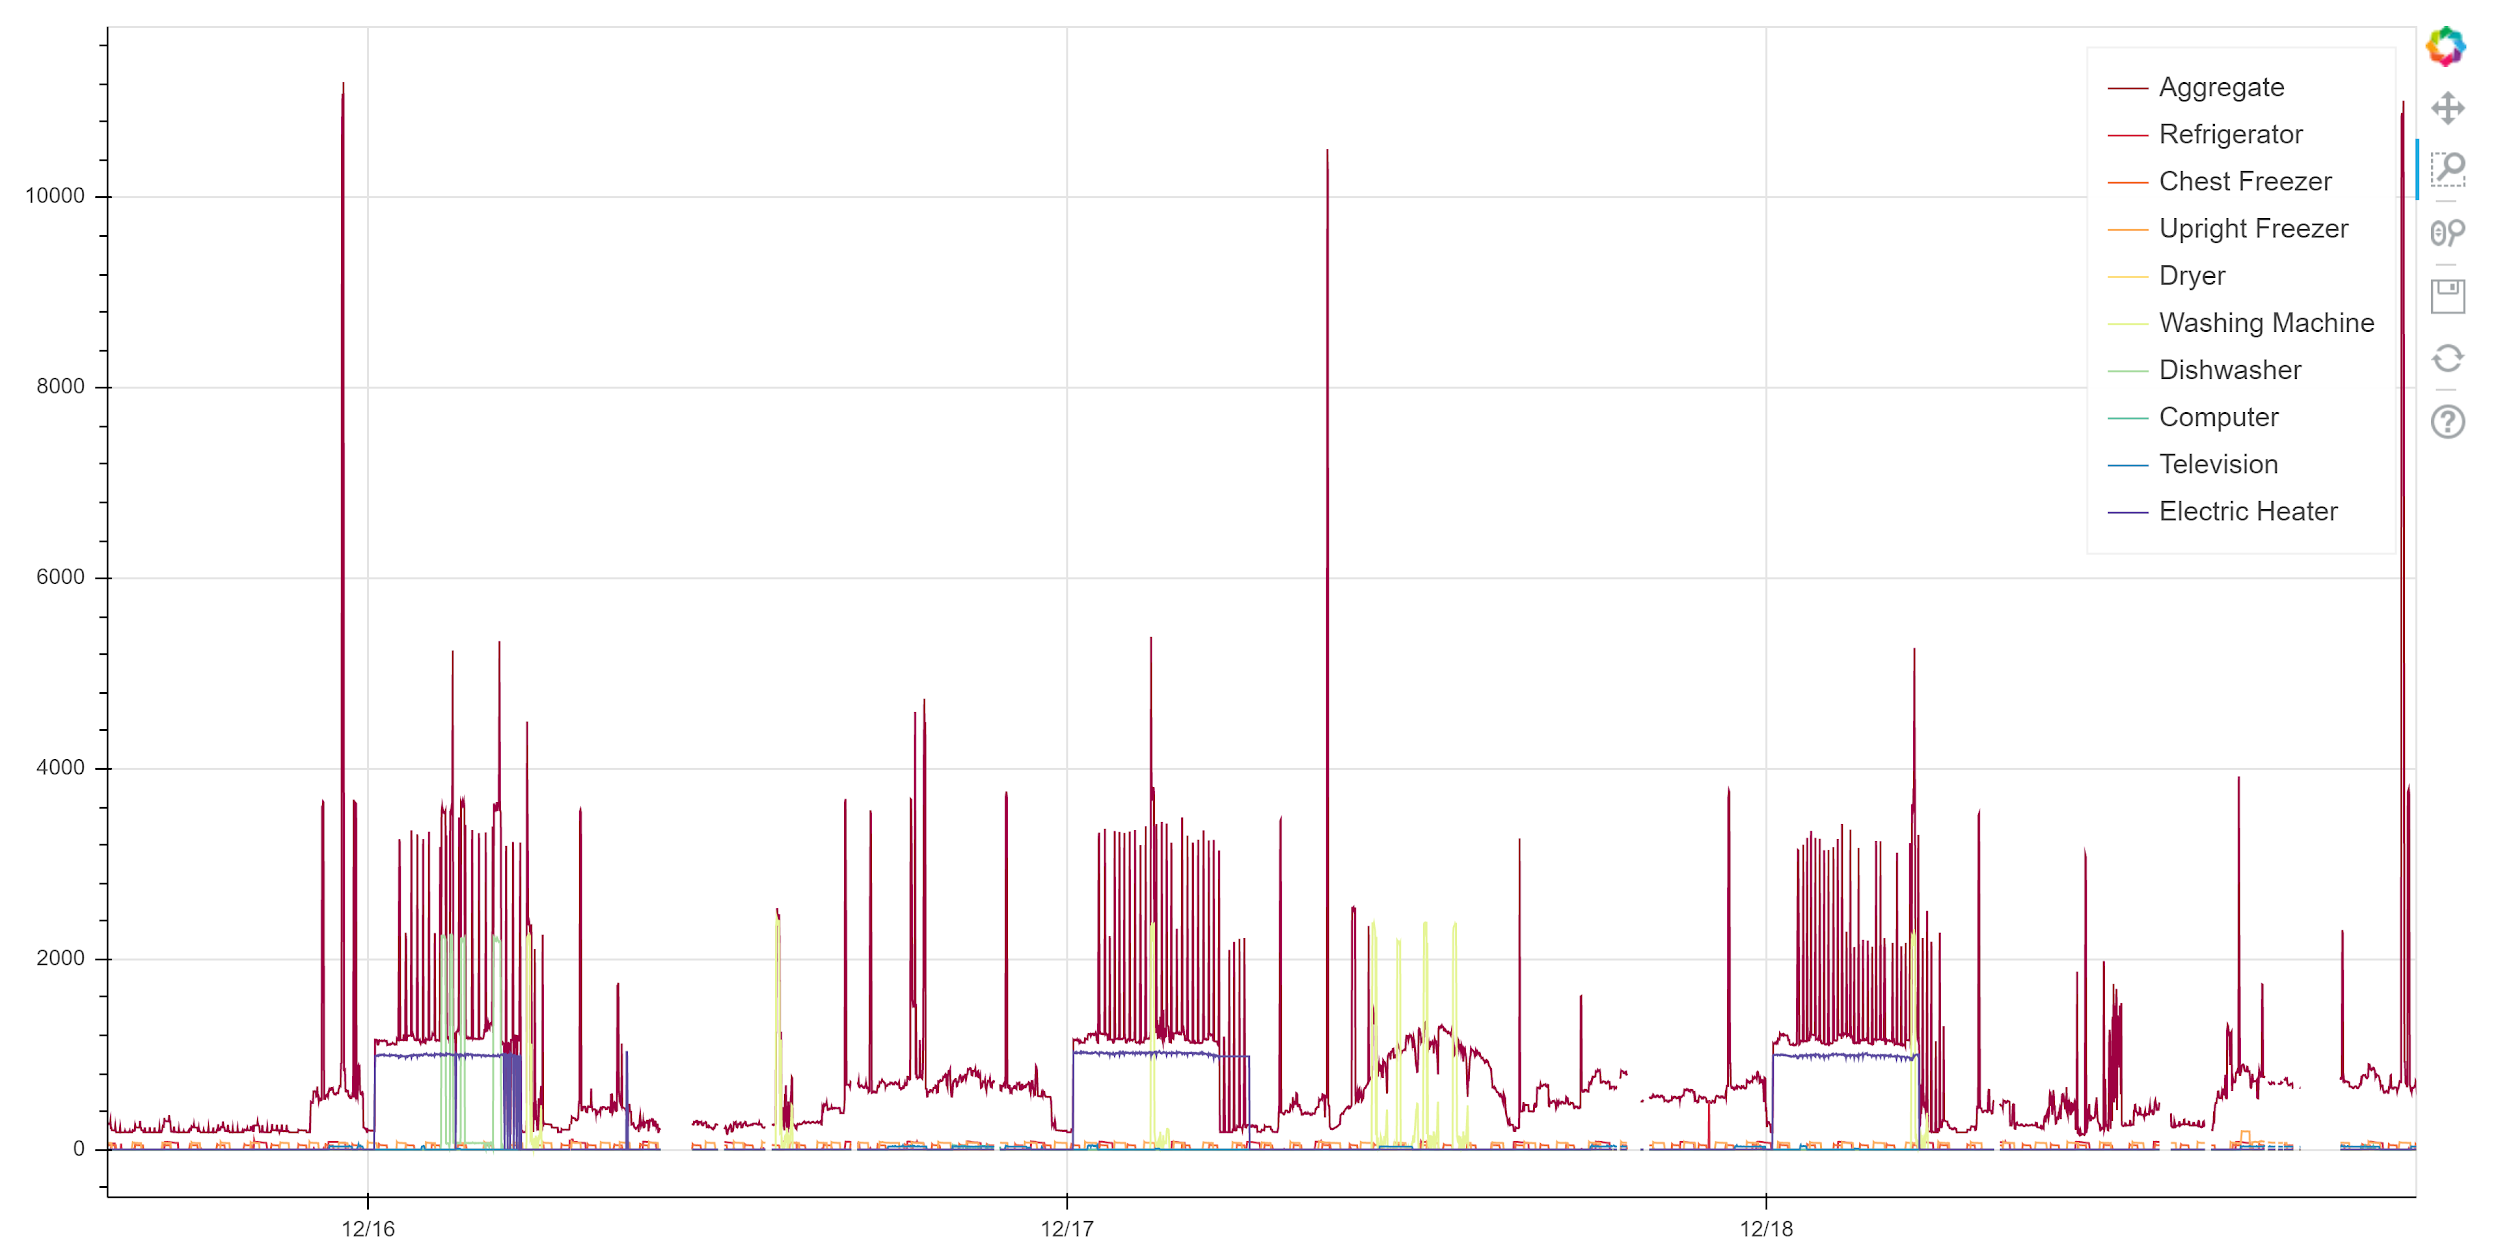 10000
8000
6000
4000
2000
0
12/16
12/17
12/18
Aggregate
Refrigerator
Chest Freezer
Upright Freezer
Dryer
Washing Machine
Dishwasher
Computer
Television
Electric Heater